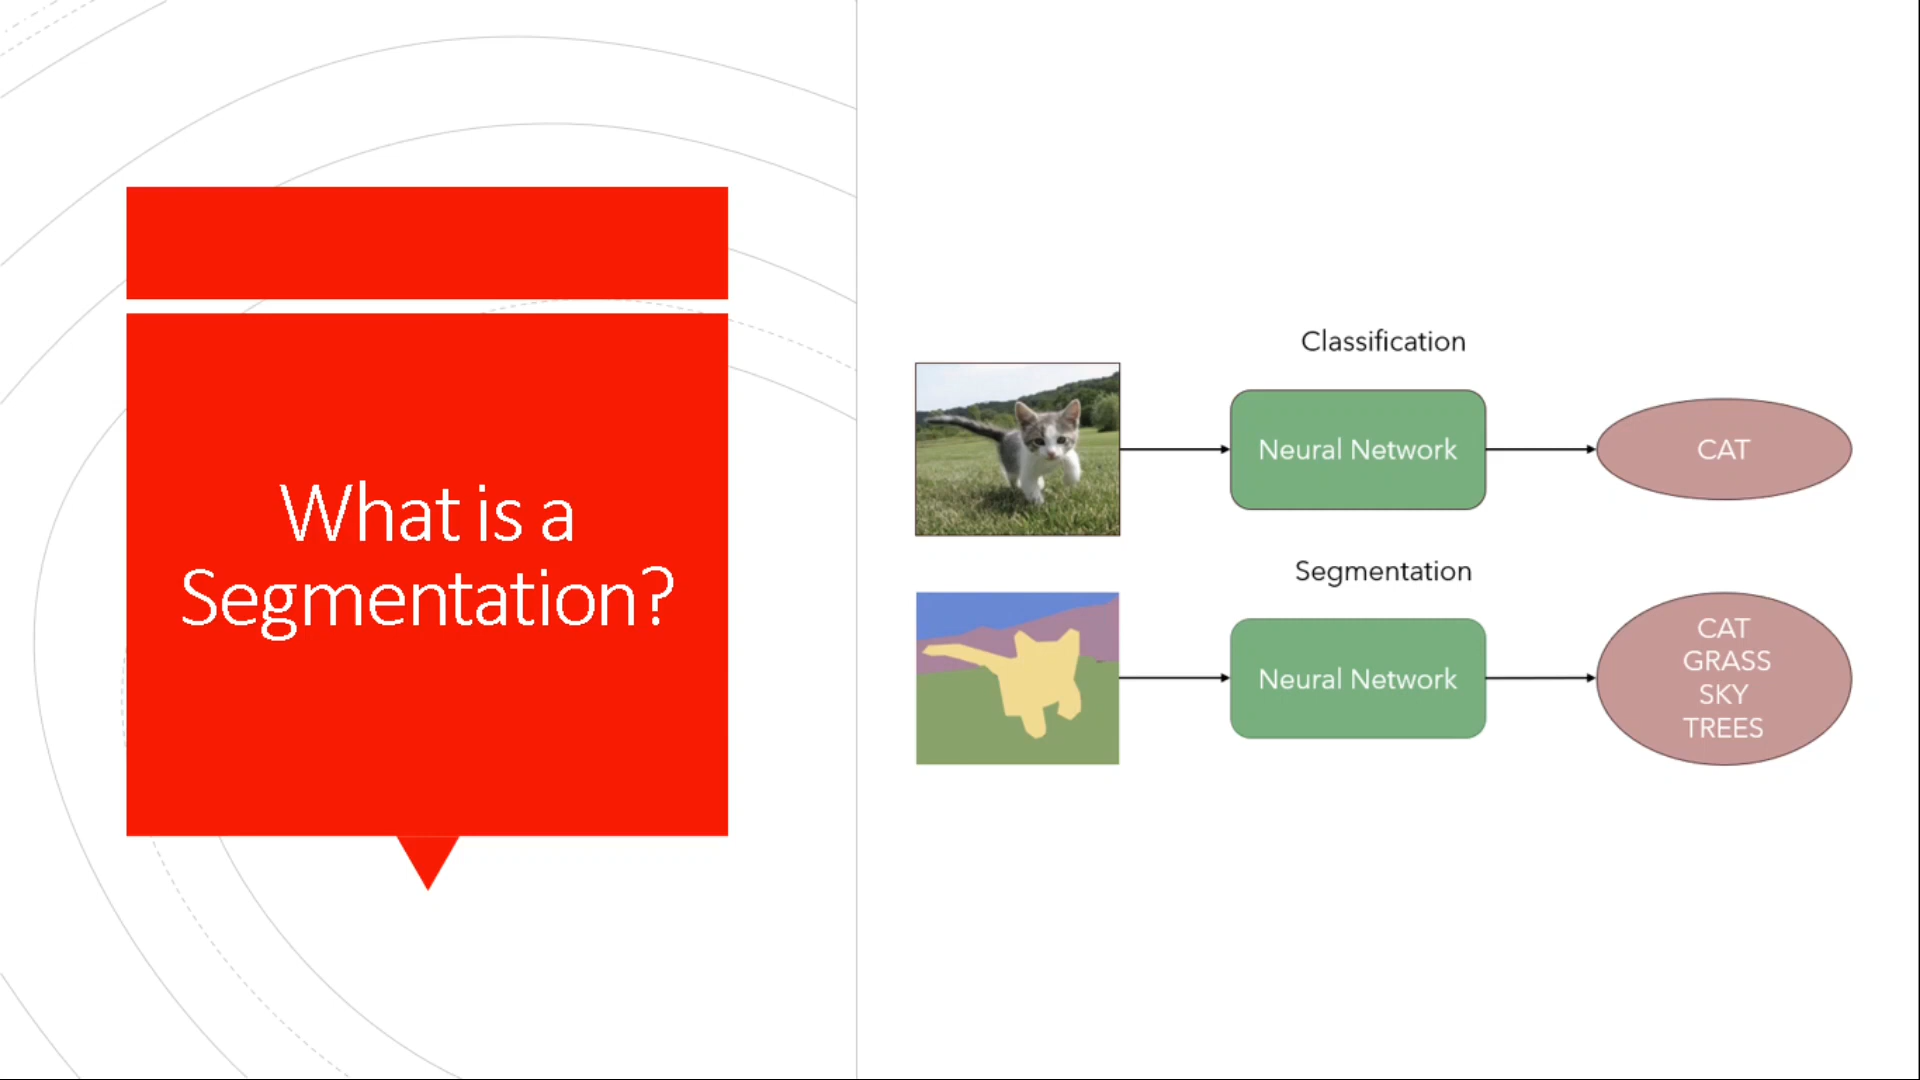 What is a
Segmentation?
Classification
Neural Network
CAT
Segmentation
Neural Network
CAT
GRASS
SKY
TREES